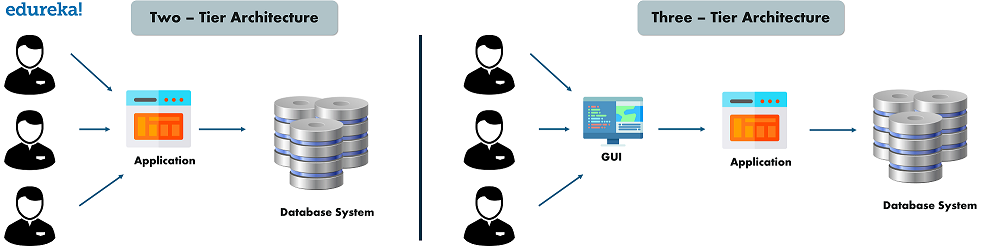 edureka!
Two – Tier Architecture
Application
Database System
Three – Tier Architecture
GUI
Application
Database System